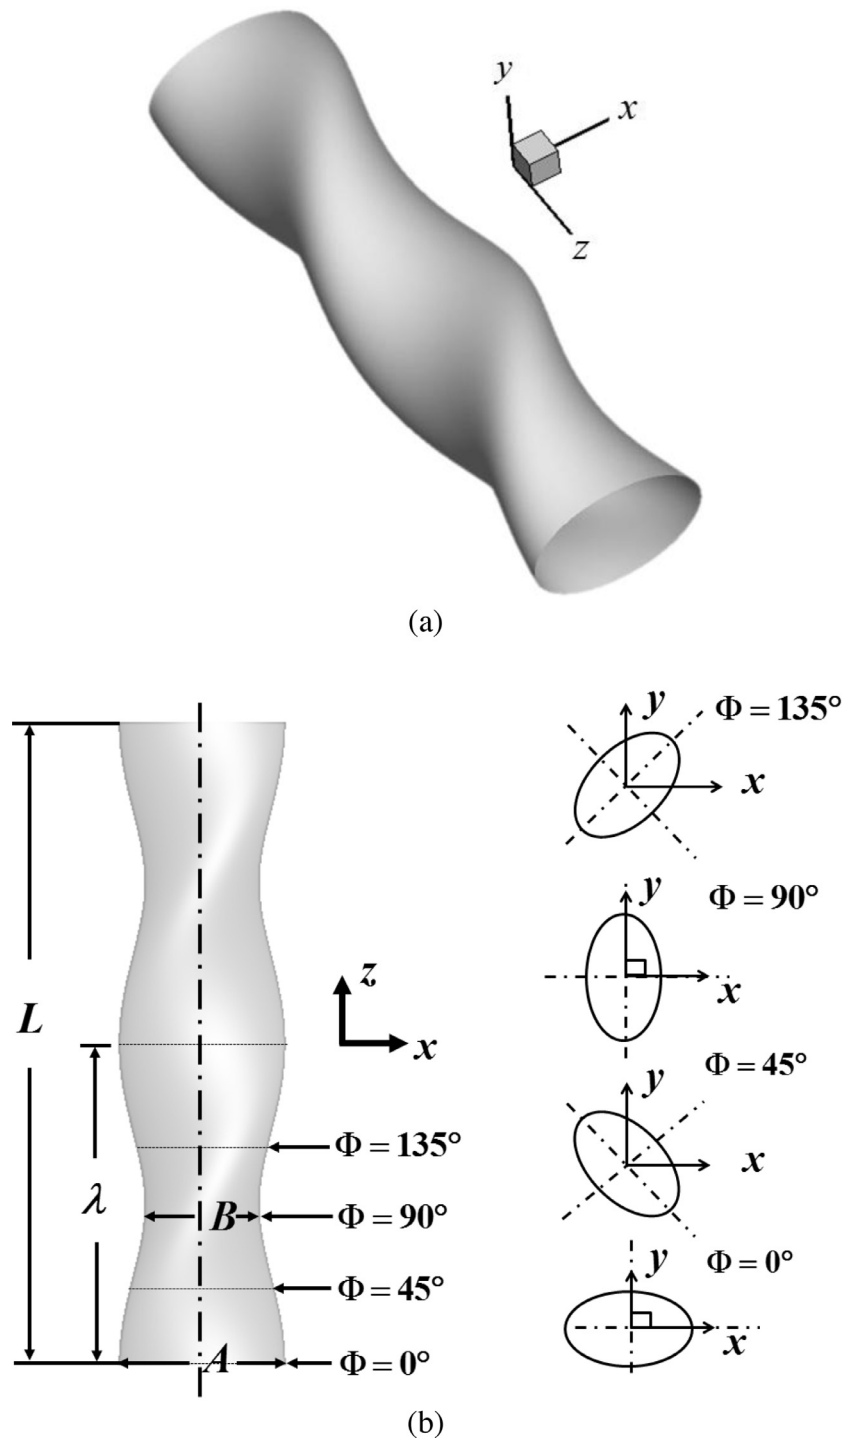 y
x
z
(a)
y
Φ = 135°
x
y
Φ = 90°
x
z
L
x
y
Φ = 45°
x
Φ = 135°
λ
B
Φ = 90°
y
Φ = 0°
Φ = 45°
x
A
Φ = 0°
(b)